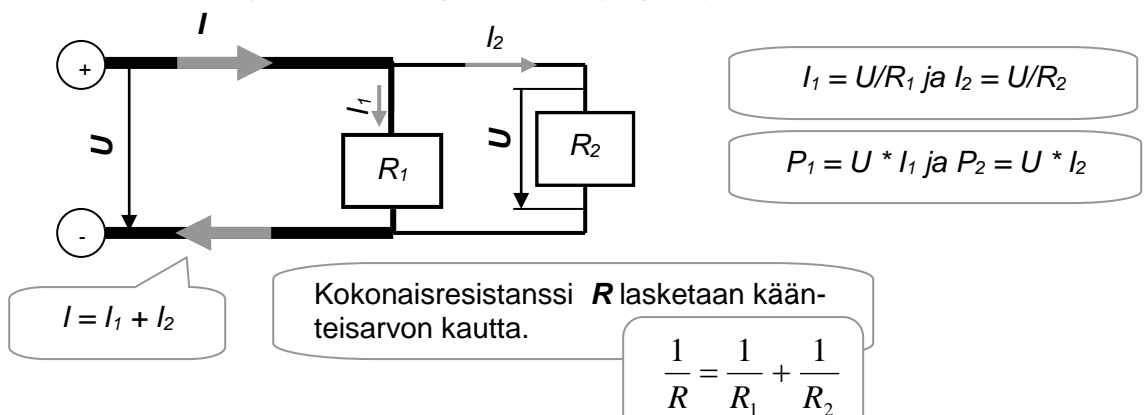 I
I₂
+
I₁
U
U
R₁
R₂
-
I₁ = U/R₁ ja I₂ = U/R₂
P₁ = U * I₁ ja P₂ = U * I₂
I = I₁ + I₂
Kokonaisresistanssi R lasketaan kään-
teisarvon kautta.
1/R = 1/R₁ + 1/R₂